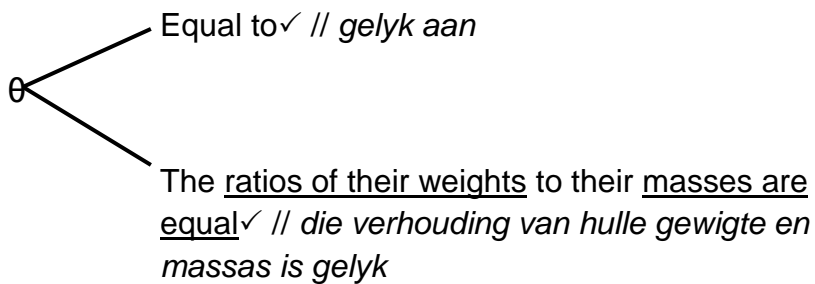 Equal to✓ // gelyk aan
θ
The ratios of their weights to their masses are
equal✓ // die verhouding van hulle gewigte en
massas is gelyk